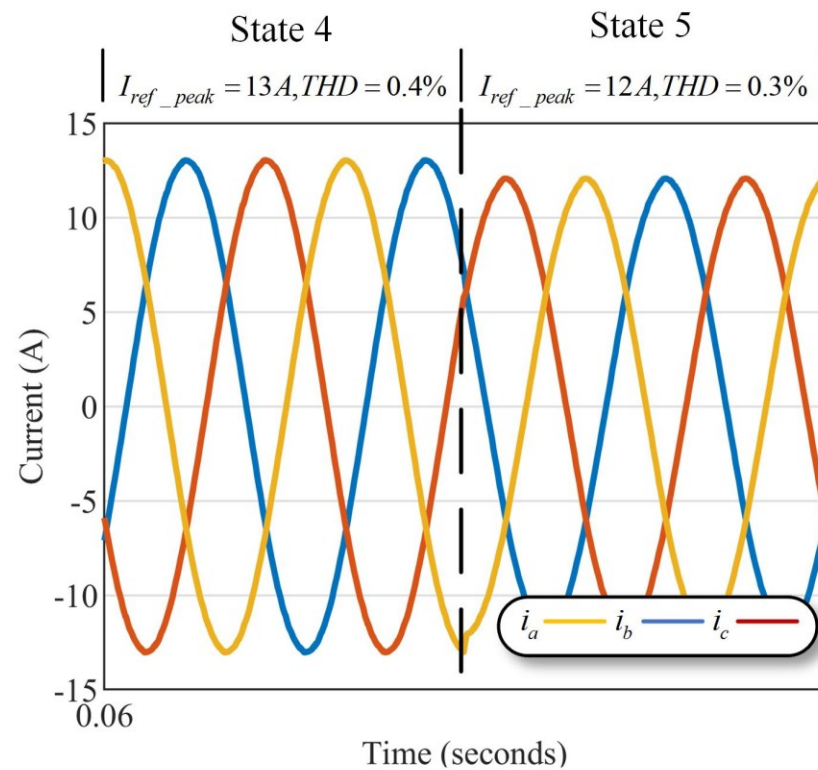 State 4
State 5
I_ref_peak = 13A, THD = 0.4%
I_ref_peak = 12A, THD = 0.3%
15
10
5
0
-5
-10
-15
Current (A)
i_a i_b i_c
0.06
Time (seconds)